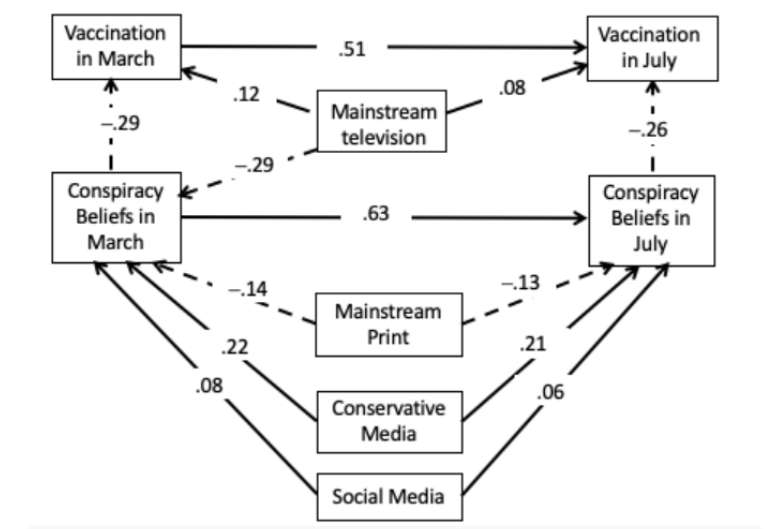 Vaccination
in March
.51
Vaccination
in July
.12
Mainstream
television
.08
–.29
–.26
–.29
Conspiracy
Beliefs in
March
.63
Conspiracy
Beliefs in
July
–.14
Mainstream
Print
–.13
.22
.21
.08
Conservative
Media
.06
Social Media